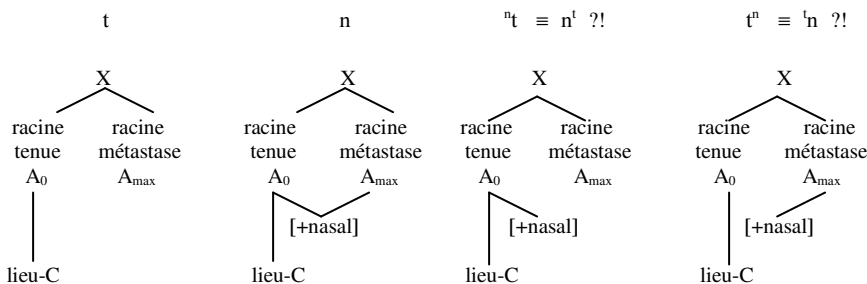 t n ⁿt ≡ nᵗ ?! tⁿ ≡ ᵗn ?!
X X X X
racine racine racine racine racine racine racine racine
tenue métastase tenue métastase tenue métastase tenue métastase
A₀ Amax A₀ Amax A₀ Amax A₀ Amax
[+nasal] [+nasal] [+nasal]
lieu-C lieu-C lieu-C lieu-C